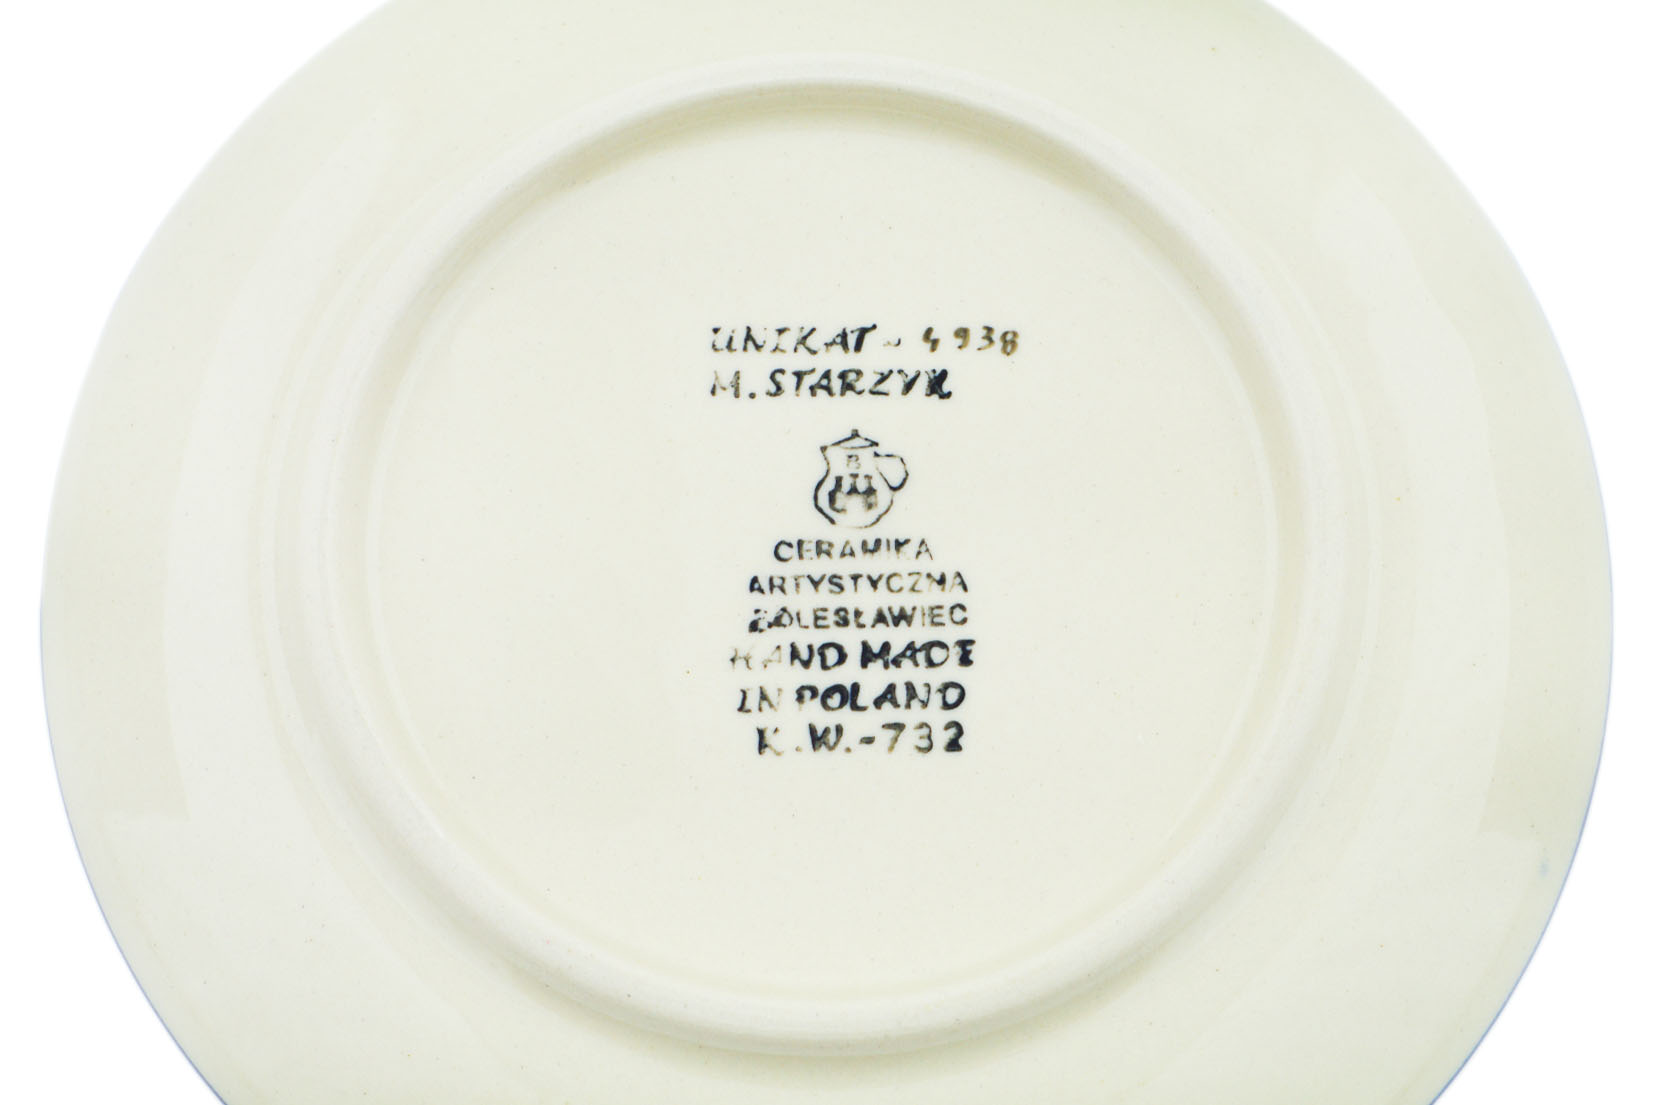 UNIKAT - 4938
M. STARZYK
B
CERAMIKA
ARTYSTYCZNA
BOLESŁAWIEC
HAND MADE
IN POLAND
K.W.-732